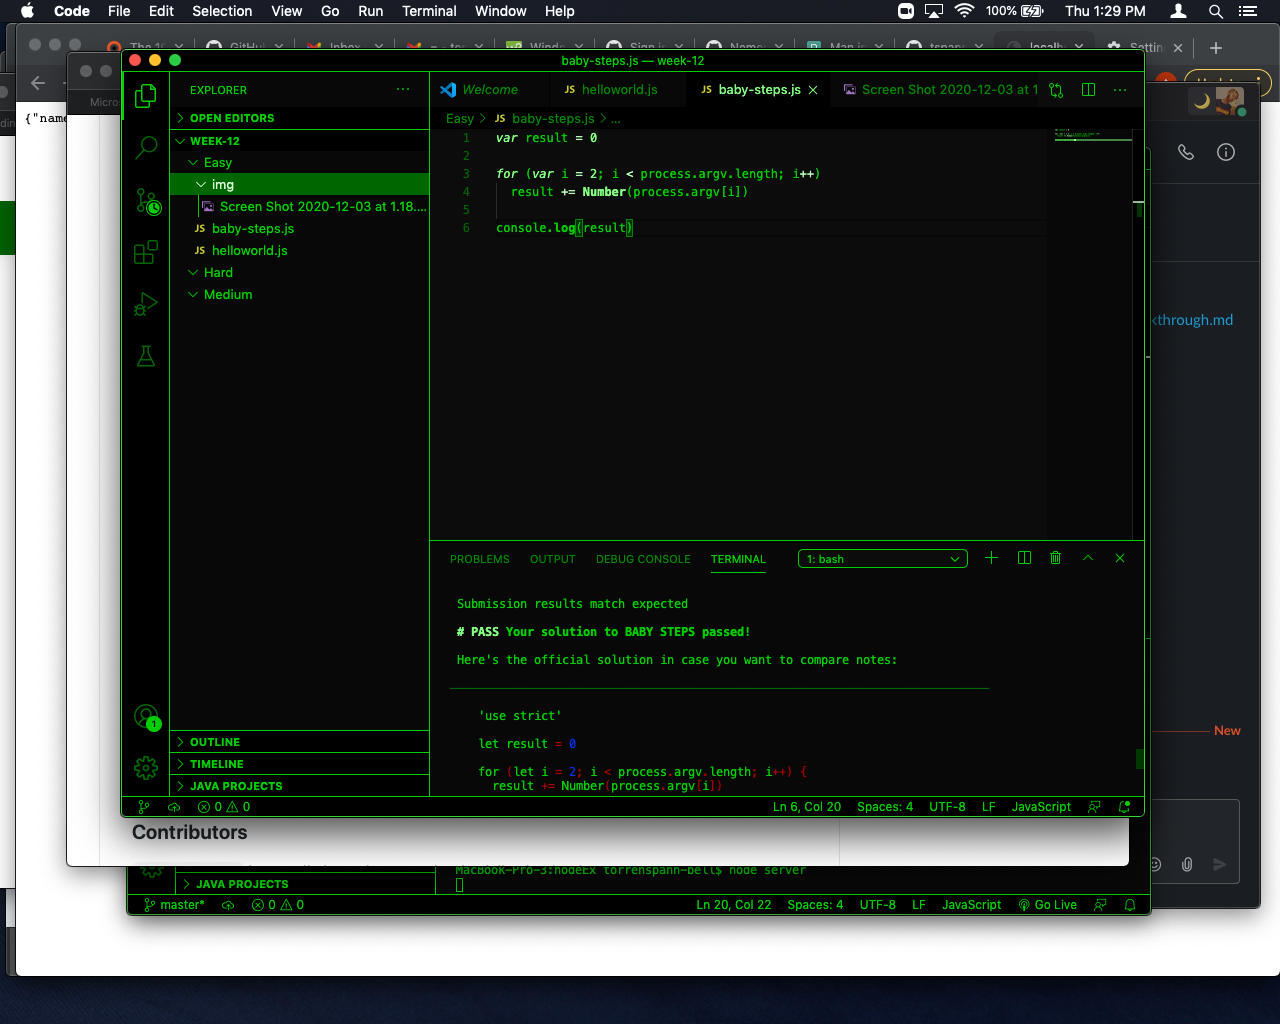 Code File Edit Selection View Go Run Terminal Window Help 100% Thu 1:29 PM
baby-steps.js — week-12
{"name
EXPLORER
Welcome JS helloworld.js JS baby-steps.js Screen Shot 2020-12-03 at 1
OPEN EDITORS
Easy > JS baby-steps.js > ...
WEEK-12
Easy
img
Screen Shot 2020-12-03 at 1.18....
JS baby-steps.js
JS helloworld.js
Hard
Medium
1 var result = 0
2
3 for (var i = 2; i < process.argv.length; i++)
4 result += Number(process.argv[i])
5
6 console.log(result)
kthrough.md
PROBLEMS OUTPUT DEBUG CONSOLE TERMINAL 1: bash
Submission results match expected
# PASS Your solution to BABY STEPS passed!
Here's the official solution in case you want to compare notes:
'use strict'
let result = 0
for (let i = 2; i < process.argv.length; i++) {
result += Number(process.argv[i])
New
1
OUTLINE
TIMELINE
JAVA PROJECTS
0 0 Ln 6, Col 20 Spaces: 4 UTF-8 LF JavaScript
Contributors
MacBook-Pro-3:nodeEx torrenspann-bell$ node server
JAVA PROJECTS
master* 0 0 Ln 20, Col 22 Spaces: 4 UTF-8 LF JavaScript Go Live